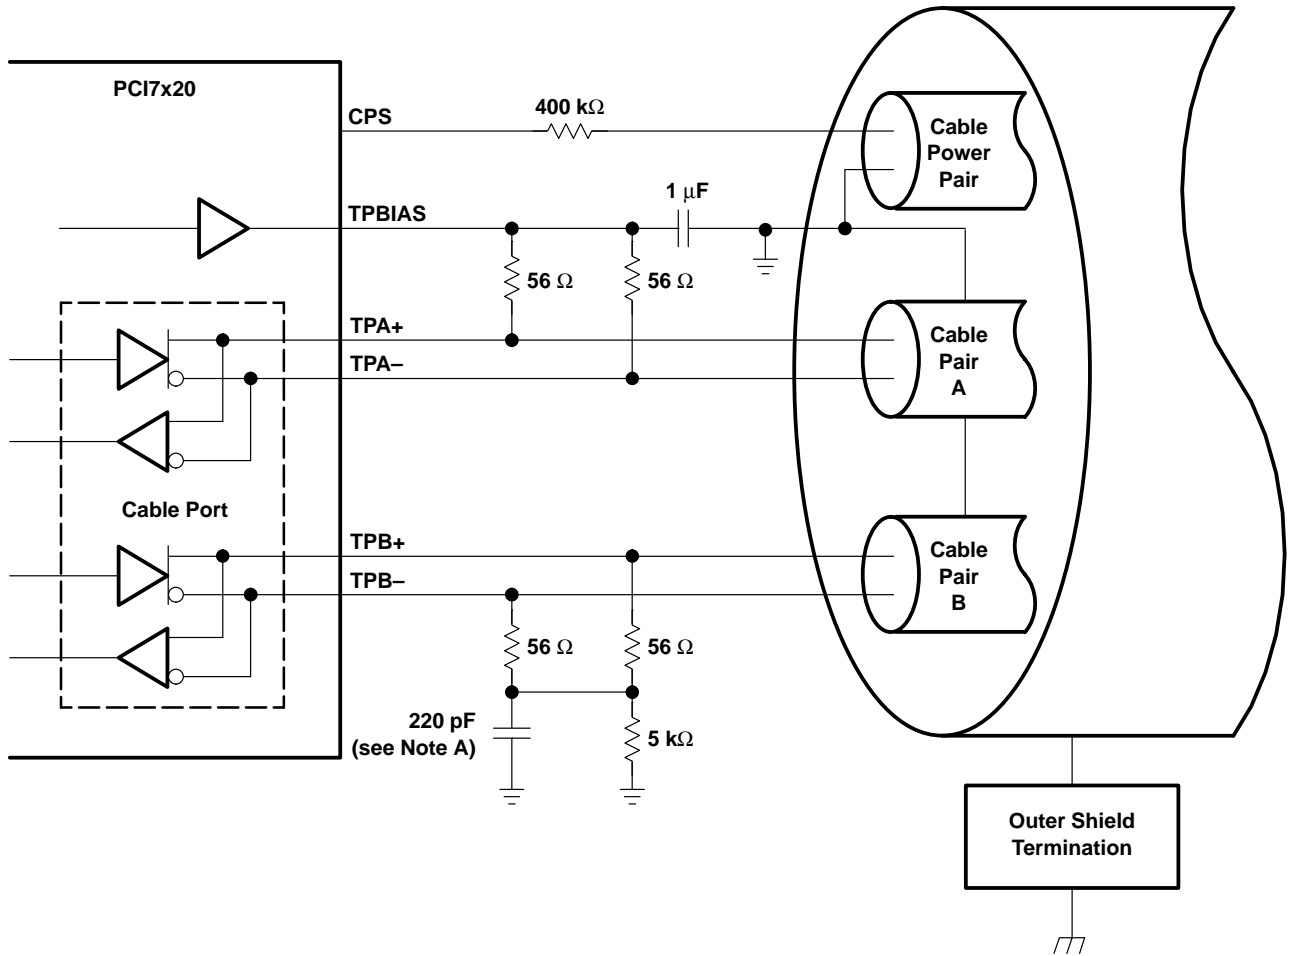 PCI7x20
CPS
400 kΩ
Cable
Power
Pair
TPBIAS
1 μF
56 Ω
56 Ω
TPA+
TPA–
Cable
Pair
A
Cable Port
TPB+
TPB–
Cable
Pair
B
56 Ω
56 Ω
220 pF
(see Note A)
5 kΩ
Outer Shield
Termination